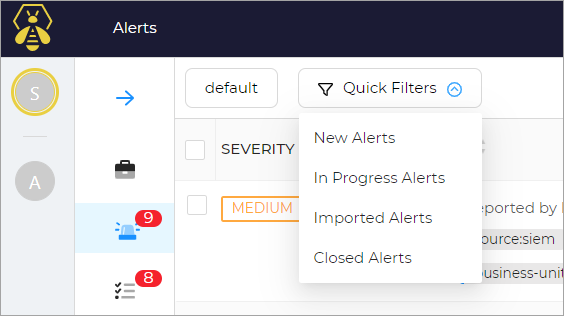 Alerts
S
default
Quick Filters
New Alerts
SEVERITY
A
In Progress Alerts
9
MEDIUM
Imported Alerts
eported by
ource:siem
8
Closed Alerts
business-unit